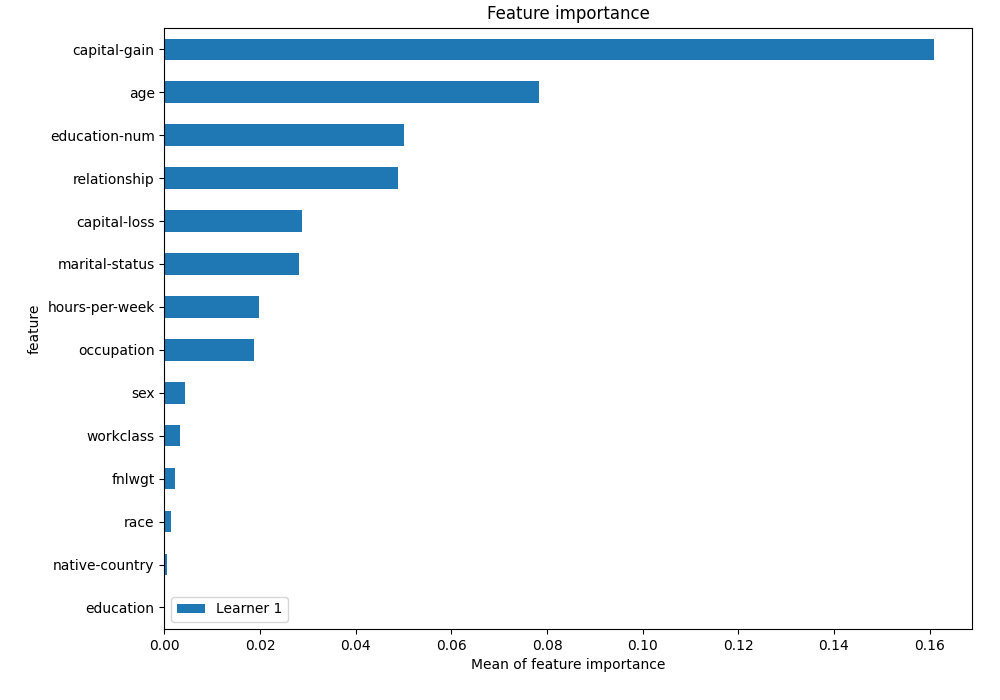 Feature importance
capital-gain
age
education-num
relationship
capital-loss
marital-status
hours-per-week
occupation
sex
workclass
fnlwgt
race
native-country
education
feature
Learner 1
0.00 0.02 0.04 0.06 0.08 0.10 0.12 0.14 0.16
Mean of feature importance